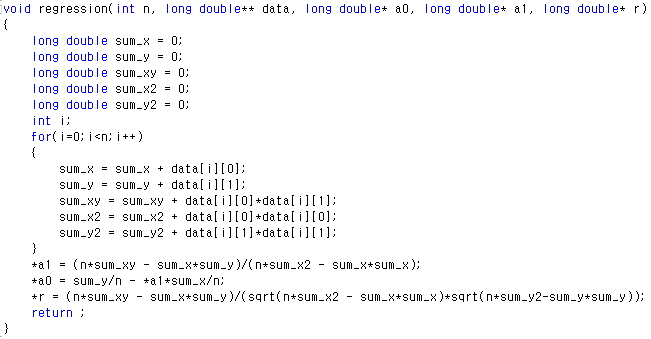 void regression(int n, long double** data, long double* a0, long double* a1, long double* r)
{
    long double sum_x = 0;
    long double sum_y = 0;
    long double sum_xy = 0;
    long double sum_x2 = 0;
    long double sum_y2 = 0;
    int i;
    for(i=0;i<n;i++)
    {
        sum_x = sum_x + data[i][0];
        sum_y = sum_y + data[i][1];
        sum_xy = sum_xy + data[i][0]*data[i][1];
        sum_x2 = sum_x2 + data[i][0]*data[i][0];
        sum_y2 = sum_y2 + data[i][1]*data[i][1];
    }
    *a1 = (n*sum_xy - sum_x*sum_y)/(n*sum_x2 - sum_x*sum_x);
    *a0 = sum_y/n - *a1*sum_x/n;
    *r = (n*sum_xy - sum_x*sum_y)/(sqrt(n*sum_x2 - sum_x*sum_x)*sqrt(n*sum_y2-sum_y*sum_y));
    return ;
}